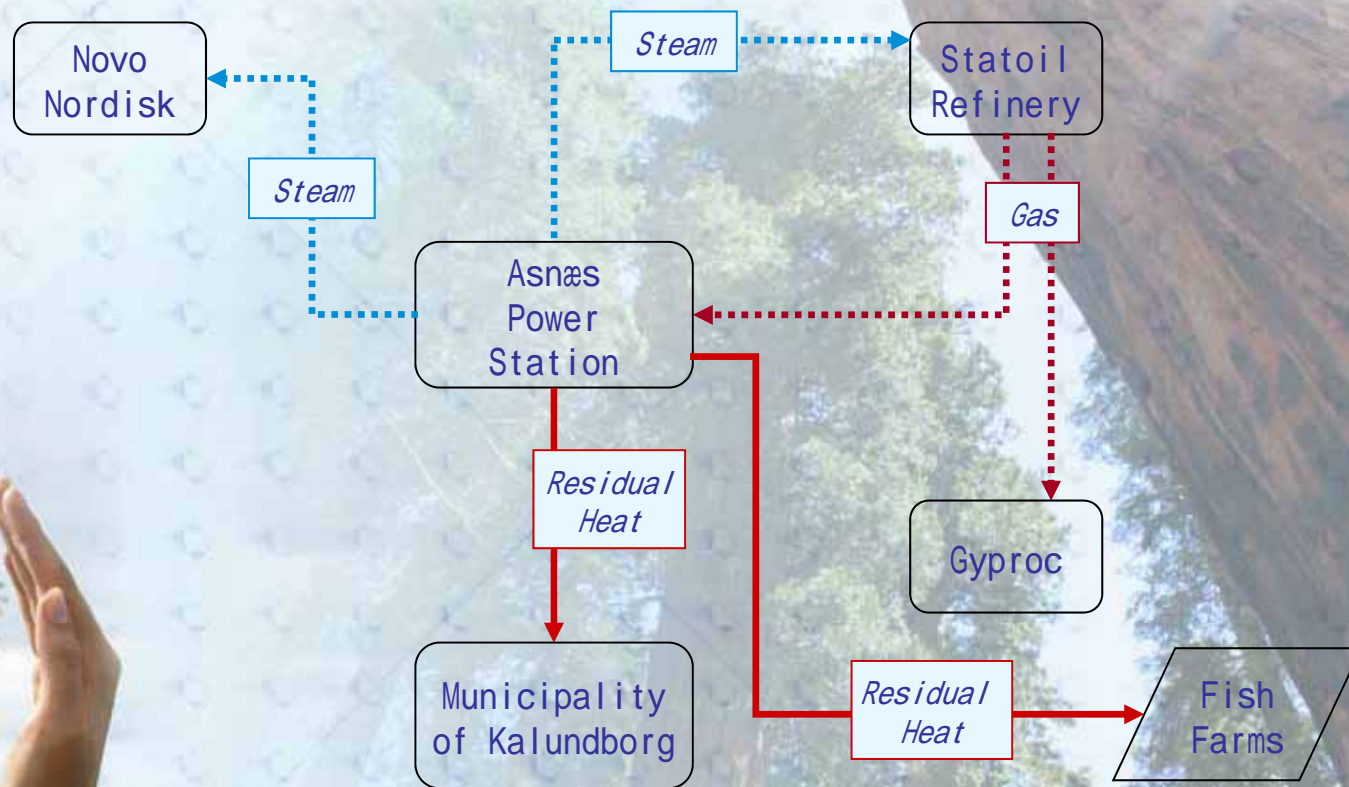 Steam
Novo
Nordisk
Statoil
Refinery
Steam
Gas
Asnæs
Power
Station
Residual
Heat
Gyproc
Municipality
of Kalundborg
Residual
Heat
Fish
Farms